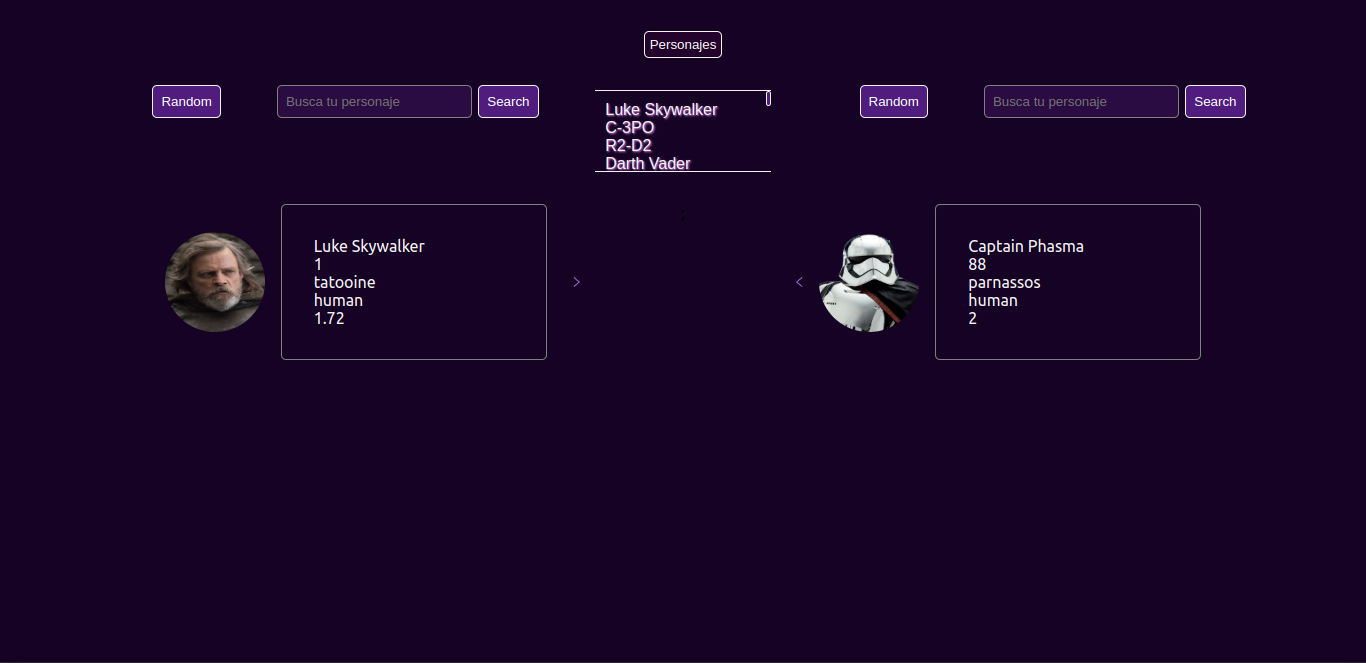 Personajes
Random
Busca tu personaje
Search
Luke Skywalker
C-3PO
R2-D2
Darth Vader
Random
Busca tu personaje
Search
Luke Skywalker
1
tatooine
human
1.72
>
<
Captain Phasma
88
parnassos
human
2